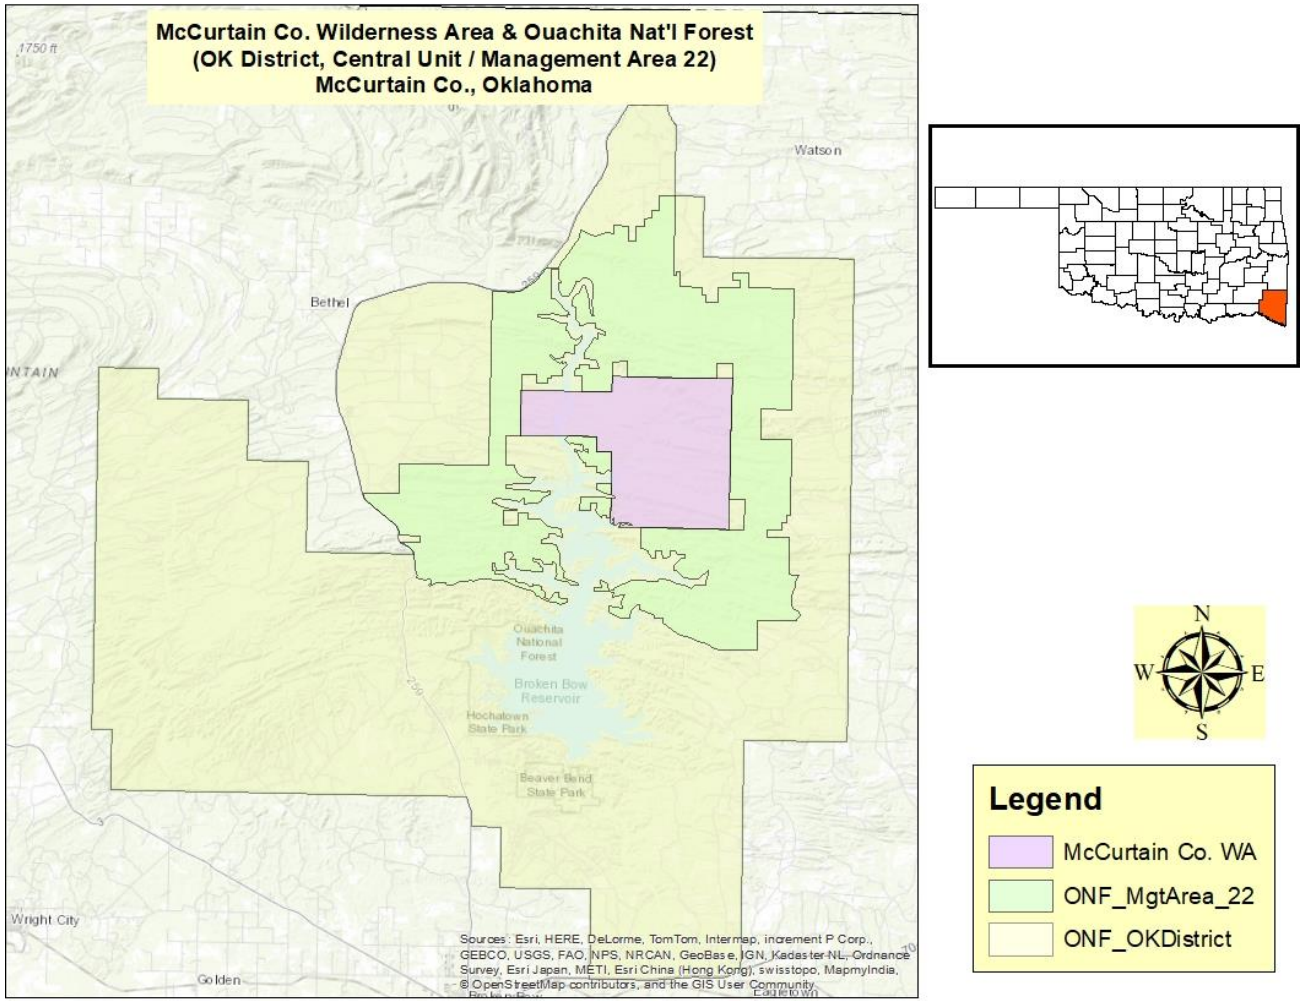 McCurtain Co. Wilderness Area & Ouachita Nat'l Forest
(OK District, Central Unit / Management Area 22)
McCurtain Co., Oklahoma
1750 ft
Watson
259
Bethel
NTAIN
Ouachita
National
Forest
Broken Bow
Reservoir
259
Hochatown
State Park
Beaver Bend
State Park
3
Wright City
Golden
70
Sources: Esri, HERE, DeLorme, TomTom, Intermap, increment P Corp.,
GEBCO, USGS, FAO, NPS, NRCAN, GeoBase, IGN, Kadaster NL, Ordnance
Survey, Esri Japan, METI, Esri China (Hong Kong), swisstopo, MapmyIndia,
© OpenStreetMap contributors, and the GIS User Community
Broken Bow
Eagletown
N
W E
S
Legend
McCurtain Co. WA
ONF_MgtArea_22
ONF_OKDistrict